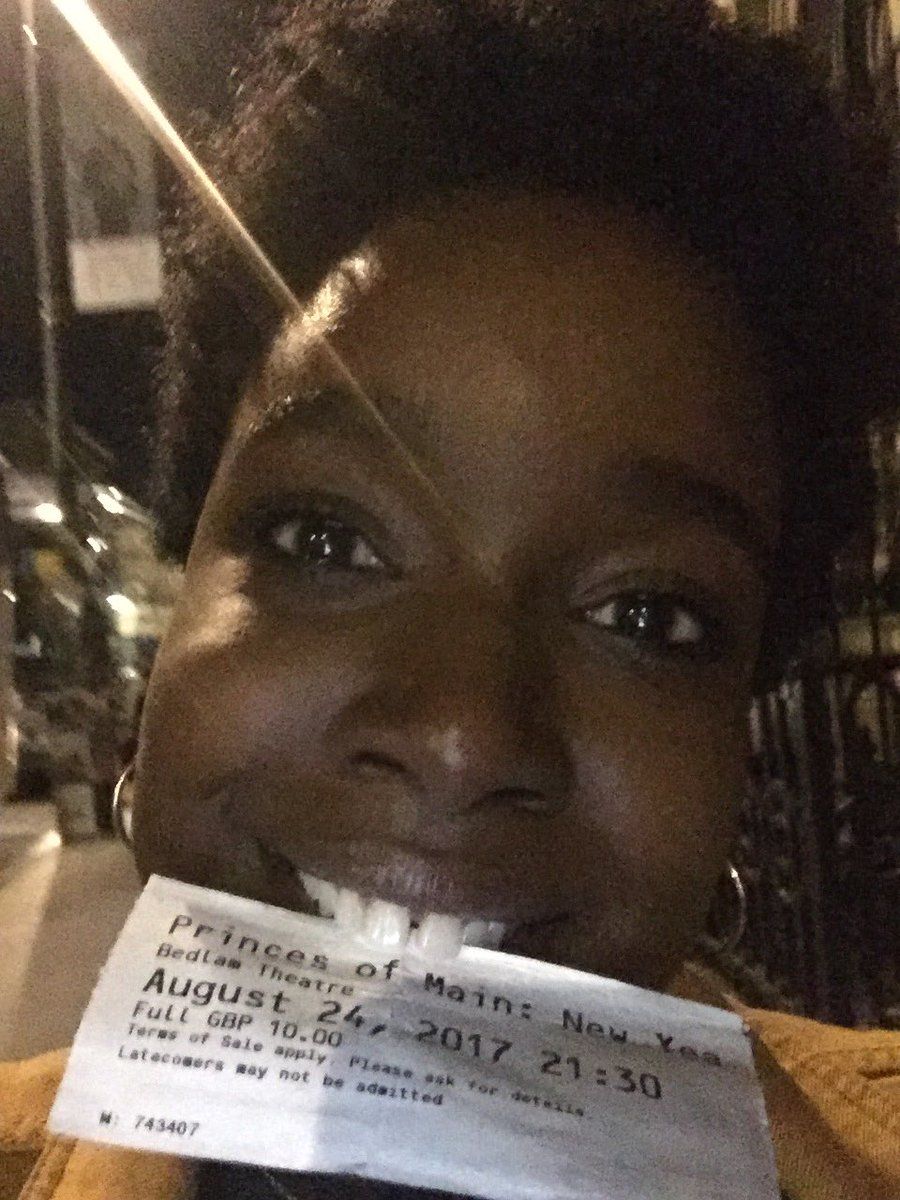 Princes of Main: New Yea
Bedlam Theatre
August 24, 2017 21:30
Full GBP 10.00
Terms of Sale apply. Please ask for details.
Latecomers may not be admitted
M: 743407